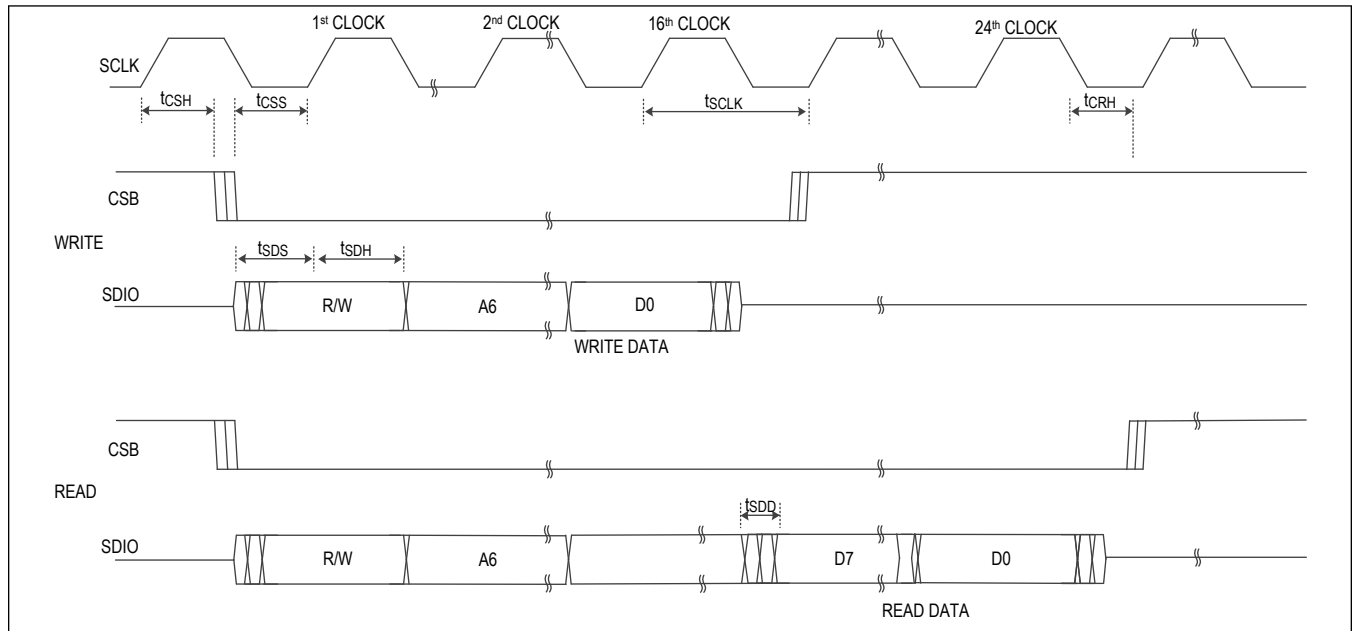 1st CLOCK 2nd CLOCK 16th CLOCK 24th CLOCK
SCLK
tCSH tCSS tSCLK tCRH
CSB
WRITE
tSDS tSDH
SDIO R/W A6 D0
WRITE DATA
CSB
READ
tSDD
SDIO R/W A6 D7 D0
READ DATA